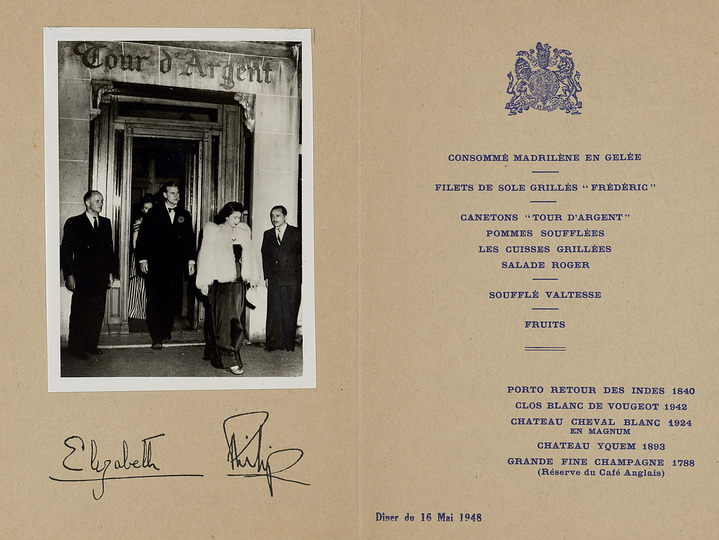 Tour d'Argent
Elizabeth
Philip
CONSOMMÉ MADRILÈNE EN GELÉE
FILETS DE SOLE GRILLÉS "FRÉDÉRIC"
CANETONS "TOUR D'ARGENT"
POMMES SOUFFLÉES
LES CUISSES GRILLÉES
SALADE ROGER
SOUFFLÉ VALTESSE
FRUITS
PORTO RETOUR DES INDES 1840
CLOS BLANC DE VOUGEOT 1942
CHATEAU CHEVAL BLANC 1924
EN MAGNUM
CHATEAU YQUEM 1893
GRANDE FINE CHAMPAGNE 1788
(Réserve du Café Anglais)
Dîner du 16 Mai 1948